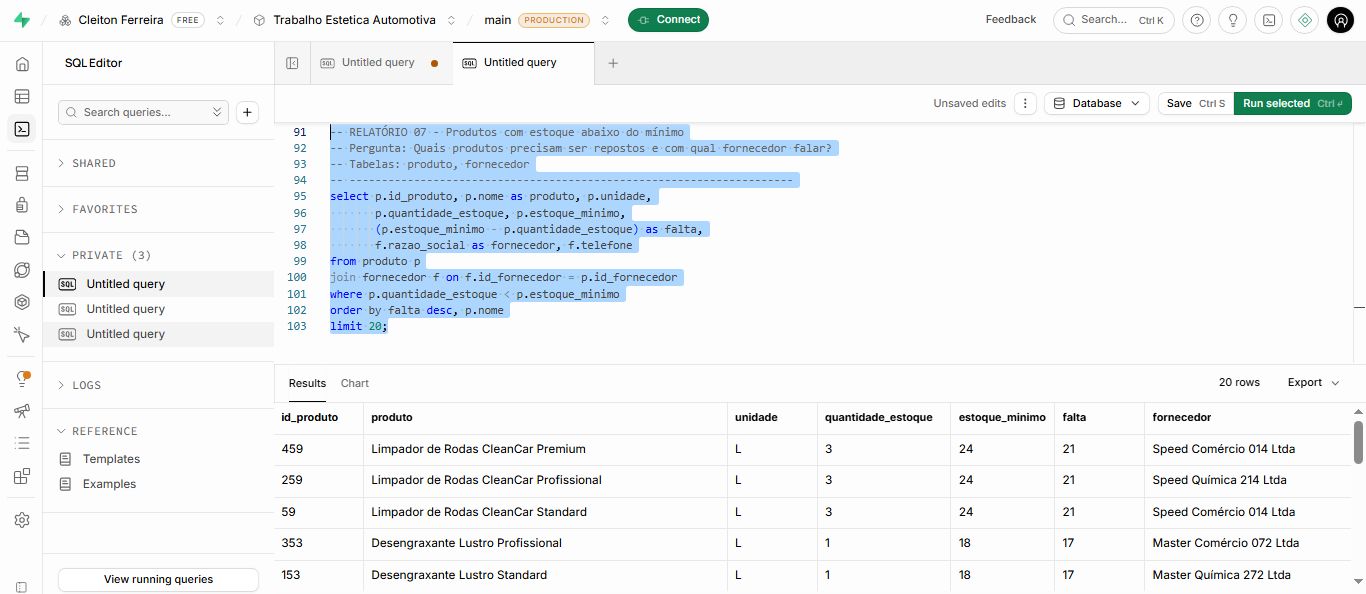 Cleiton Ferreira FREE Trabalho Estetica Automotiva main PRODUCTION Connect Feedback Search... Ctrl K
SQL Editor
Untitled query Untitled query
Search queries...
Unsaved edits Database Save Ctrl S Run selected Ctrl ↵
SHARED
FAVORITES
PRIVATE (3)
Untitled query
Untitled query
Untitled query
LOGS
REFERENCE
Templates
Examples
View running queries
91 -- RELATÓRIO 07 - Produtos com estoque abaixo do mínimo
92 -- Pergunta: Quais produtos precisam ser repostos e com qual fornecedor falar?
93 -- Tabelas: produto, fornecedor
94 -- ---------------------------------------------------------------------
95 select p.id_produto, p.nome as produto, p.unidade,
96 p.quantidade_estoque, p.estoque_minimo,
97 (p.estoque_minimo - p.quantidade_estoque) as falta,
98 f.razao_social as fornecedor, f.telefone
99 from produto p
100 join fornecedor f on f.id_fornecedor = p.id_fornecedor
101 where p.quantidade_estoque < p.estoque_minimo
102 order by falta desc, p.nome
103 limit 20;
Results Chart 20 rows Export
id_produto produto unidade quantidade_estoque estoque_minimo falta fornecedor
459 Limpador de Rodas CleanCar Premium L 3 24 21 Speed Comércio 014 Ltda
259 Limpador de Rodas CleanCar Profissional L 3 24 21 Speed Química 214 Ltda
59 Limpador de Rodas CleanCar Standard L 3 24 21 Speed Comércio 014 Ltda
353 Desengraxante Lustro Profissional L 1 18 17 Master Comércio 072 Ltda
153 Desengraxante Lustro Standard L 1 18 17 Master Química 272 Ltda